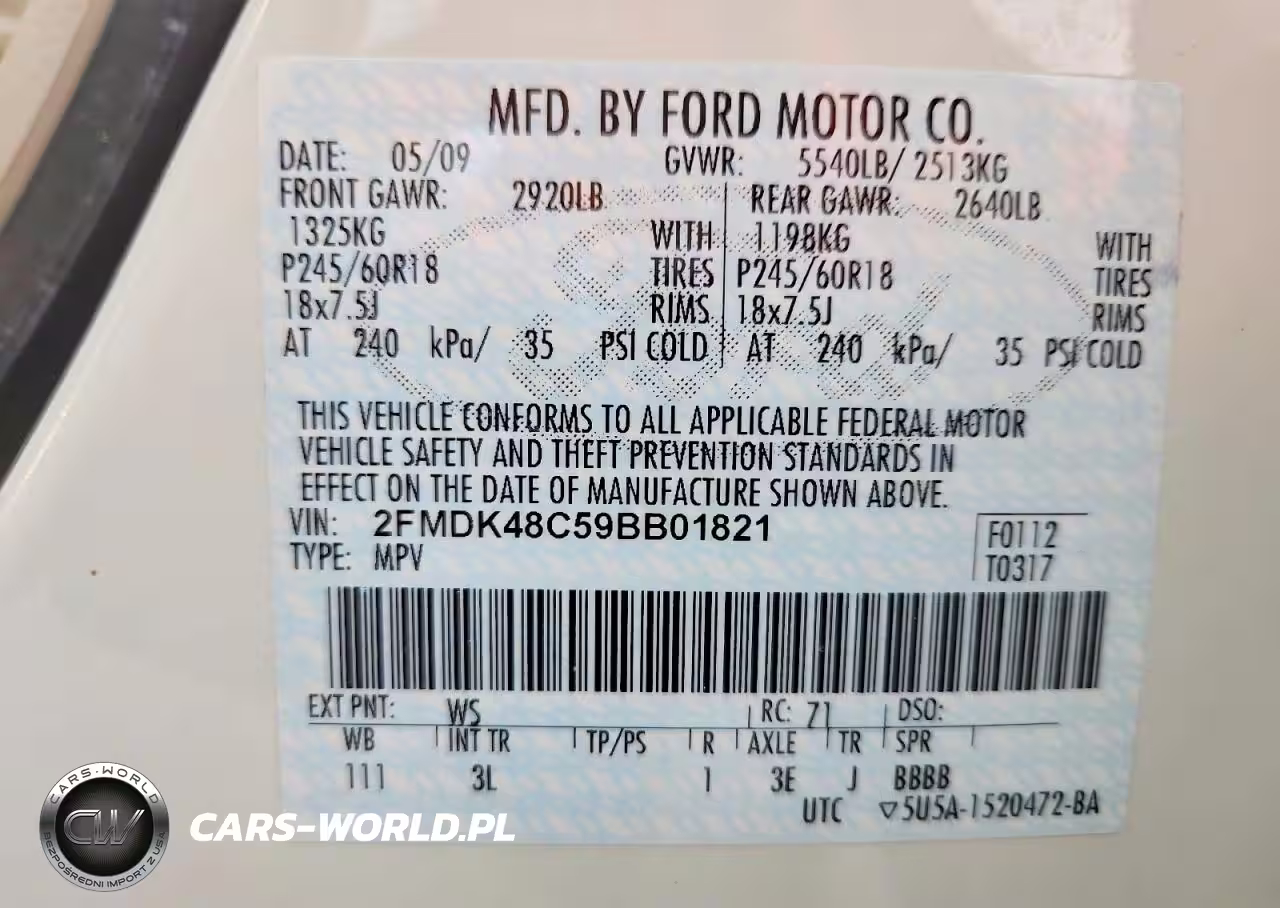 MFD. BY FORD MOTOR CO.
DATE: 05/09 GVWR: 5540LB/ 2513KG
FRONT GAWR: 2920LB REAR GAWR: 2640LB
1325KG WITH 1198KG WITH
P245/60R18 TIRES P245/60R18 TIRES
18x7.5J RIMS 18x7.5J RIMS
AT 240 kPa/ 35 PSI COLD AT 240 kPa/ 35 PSI COLD
THIS VEHICLE CONFORMS TO ALL APPLICABLE FEDERAL MOTOR
VEHICLE SAFETY AND THEFT PREVENTION STANDARDS IN
EFFECT ON THE DATE OF MANUFACTURE SHOWN ABOVE.
VIN: 2FMDK48C59BB01821 F0112
TYPE: MPV T0317
EXT PNT: WS RC: 71 DSO:
WB INT TR TP/PS R AXLE TR SPR
111 3L 1 3E J BBBB
UTC ▽5U5A-1520472-BA
CARS-WORLD
CW
BEZPOŚREDNI IMPORT Z USA
CARS-WORLD.PL